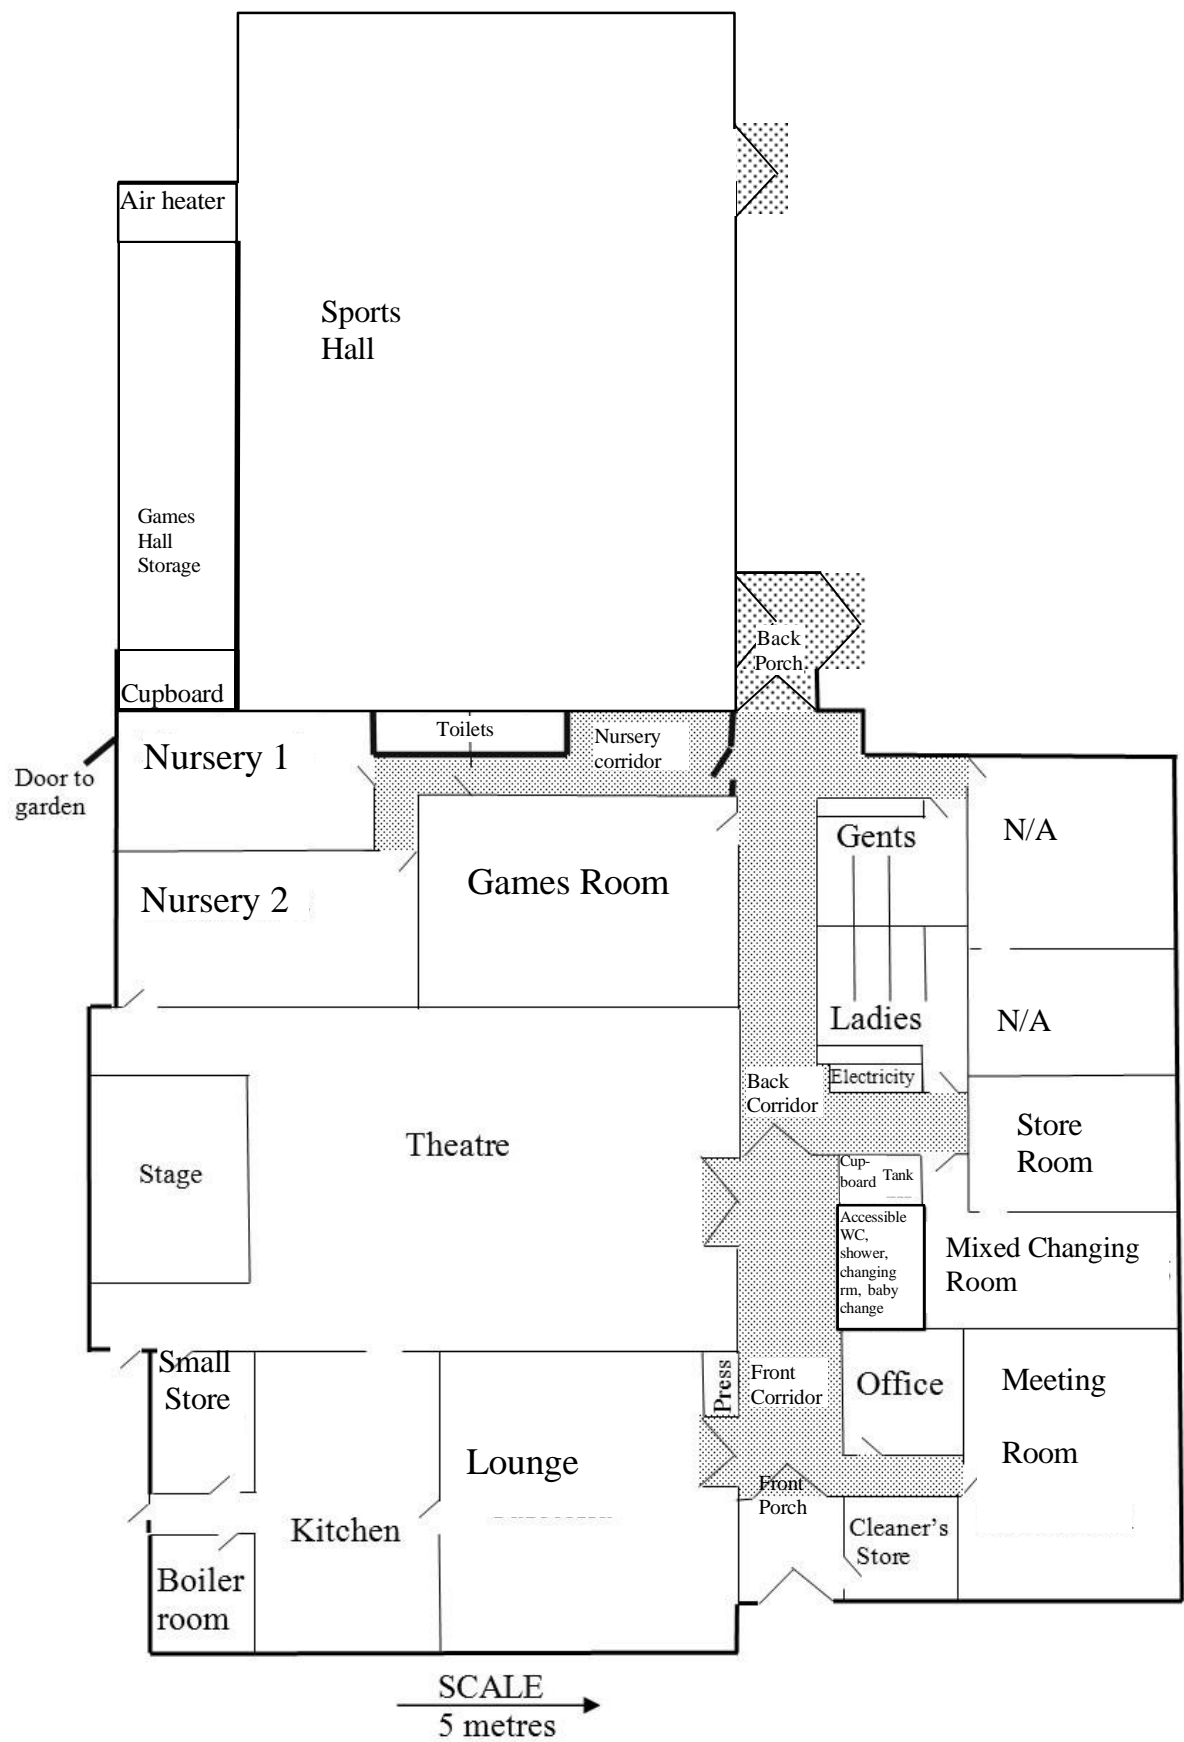 Air heater
Sports
Hall
Games
Hall
Storage
Back
Porch
Cupboard
Toilets
Nursery
corridor
Nursery 1
Door to
garden
N/A
Gents
Games Room
Nursery 2
Ladies
N/A
Electricity
Back
Corridor
Store
Room
Theatre
Stage
Cup-
board
Tank
Accessible
WC,
shower,
changing
rm, baby
change
Mixed Changing
Room
Small
Store
Press
Front
Corridor
Office
Meeting
Room
Lounge
Front
Porch
Kitchen
Cleaner's
Store
Boiler
room
SCALE
5 metres